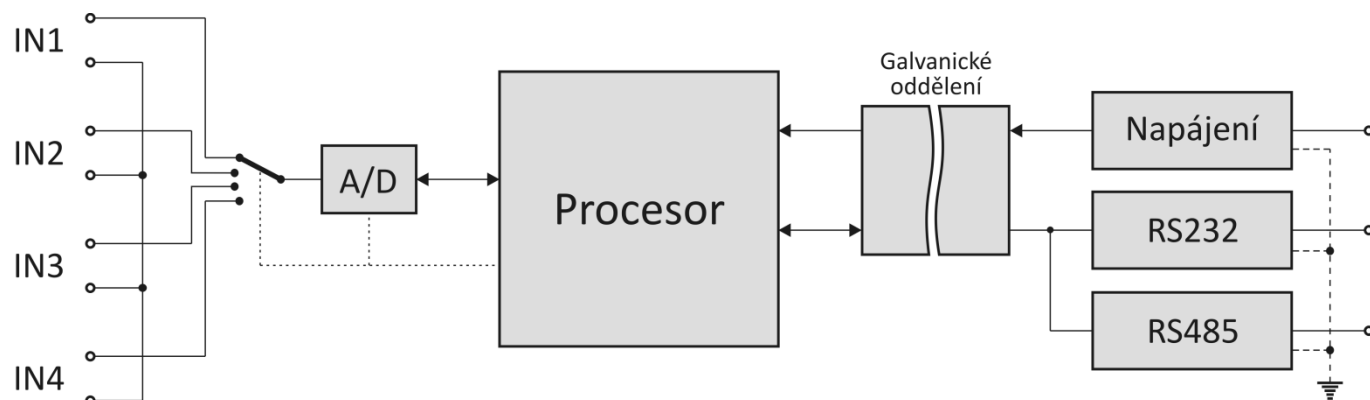 IN1
IN2
IN3
IN4
A/D
Procesor
Galvanické
oddělení
Napájení
RS232
RS485